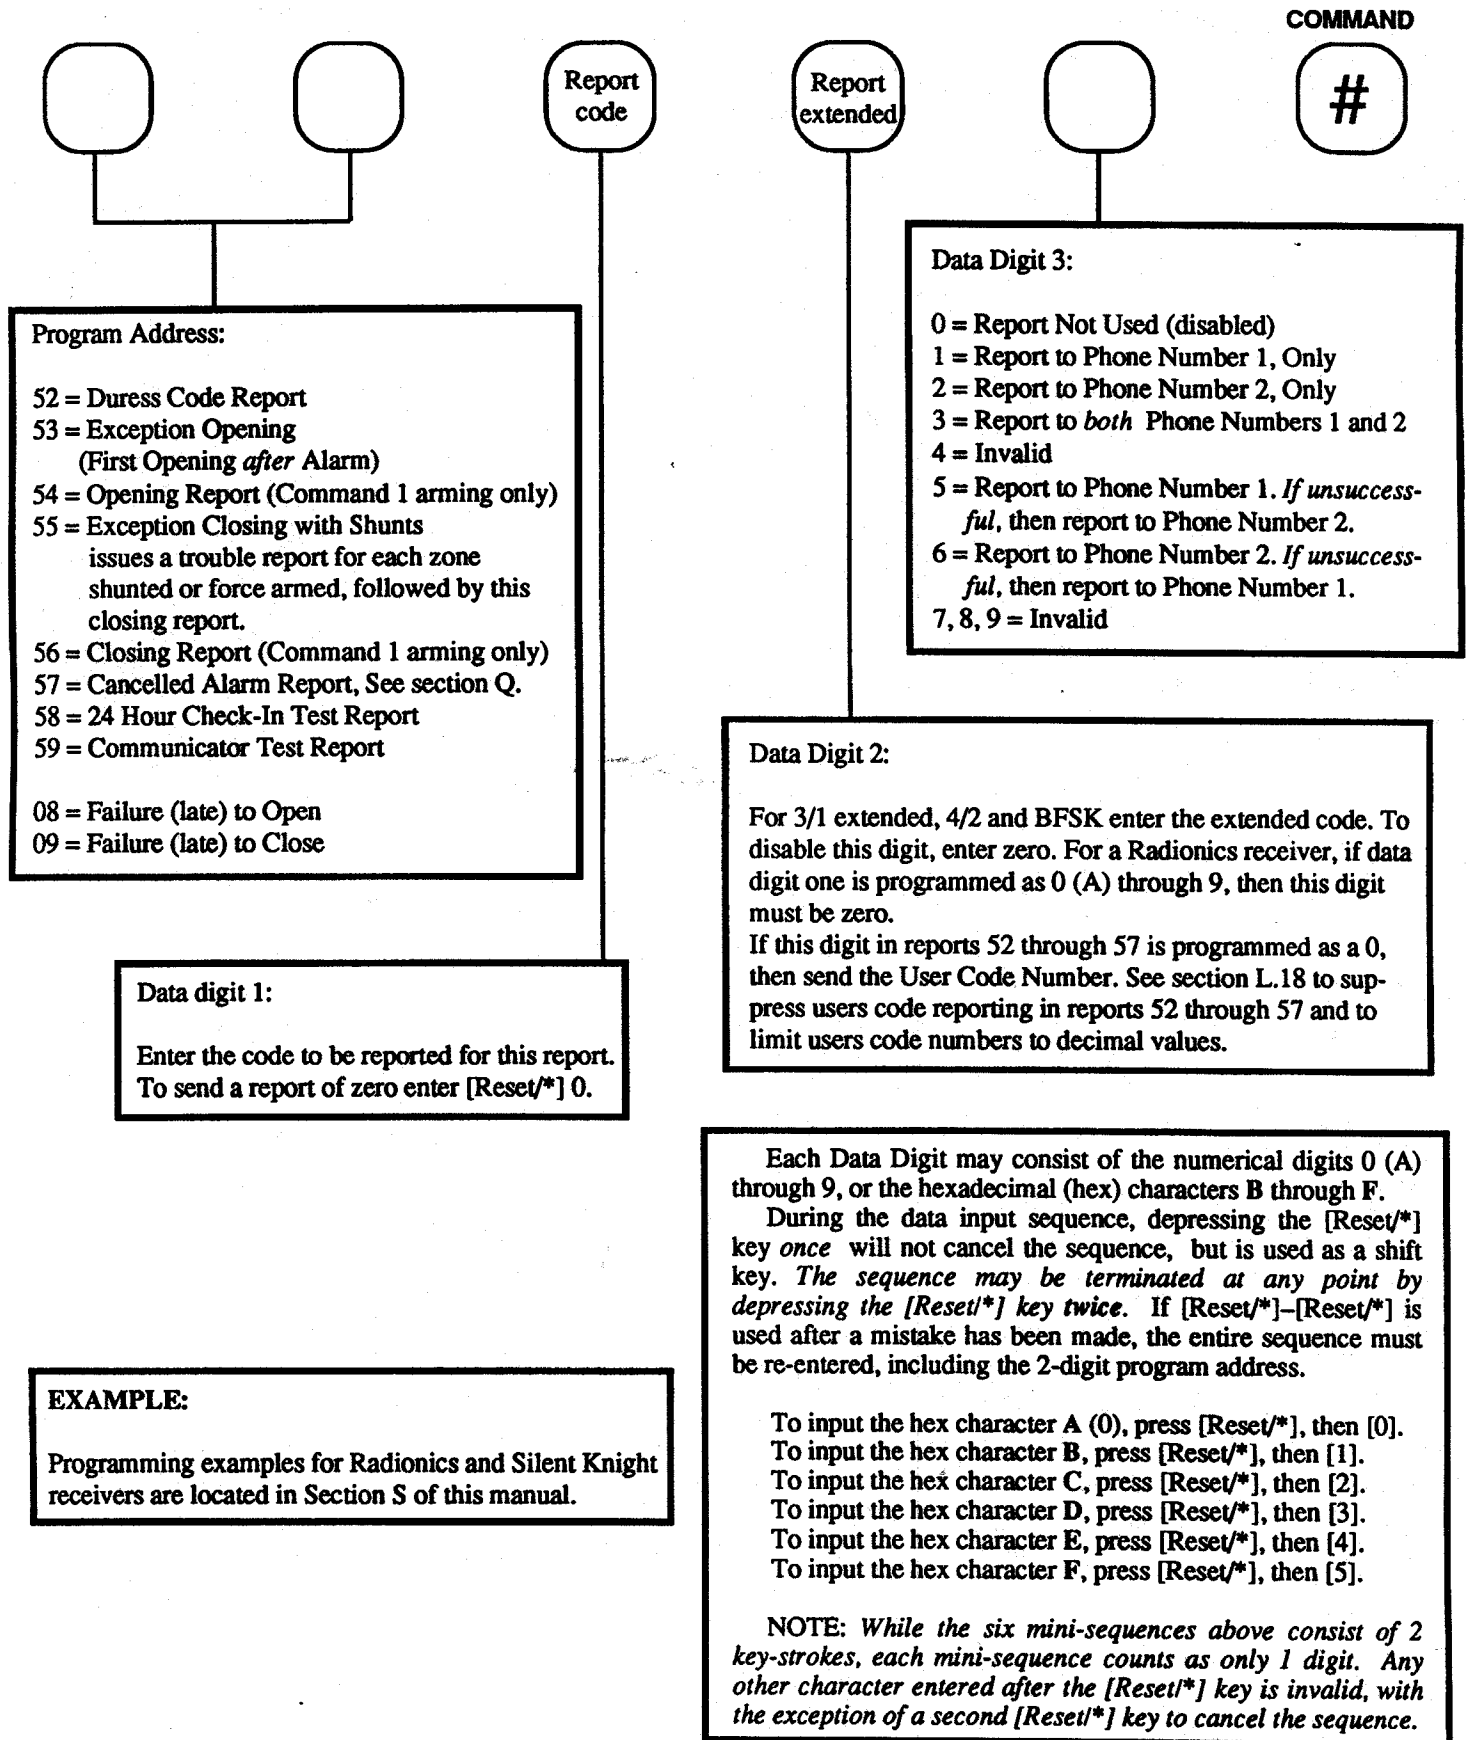 COMMAND
Report
code
Report
extended
#
Data Digit 3:
0 = Report Not Used (disabled)
1 = Report to Phone Number 1, Only
2 = Report to Phone Number 2, Only
3 = Report to both Phone Numbers 1 and 2
4 = Invalid
5 = Report to Phone Number 1. If unsuccess-
ful, then report to Phone Number 2.
6 = Report to Phone Number 2. If unsuccess-
ful, then report to Phone Number 1.
7, 8, 9 = Invalid
Program Address:
52 = Duress Code Report
53 = Exception Opening
(First Opening after Alarm)
54 = Opening Report (Command 1 arming only)
55 = Exception Closing with Shunts
issues a trouble report for each zone
shunted or force armed, followed by this
closing report.
56 = Closing Report (Command 1 arming only)
57 = Cancelled Alarm Report, See section Q.
58 = 24 Hour Check-In Test Report
59 = Communicator Test Report
08 = Failure (late) to Open
09 = Failure (late) to Close
Data Digit 2:
For 3/1 extended, 4/2 and BFSK enter the extended code. To
disable this digit, enter zero. For a Radionics receiver, if data
digit one is programmed as 0 (A) through 9, then this digit
must be zero.
If this digit in reports 52 through 57 is programmed as a 0,
then send the User Code Number. See section L.18 to sup-
press users code reporting in reports 52 through 57 and to
limit users code numbers to decimal values.
Data digit 1:
Enter the code to be reported for this report.
To send a report of zero enter [Reset/*] 0.
Each Data Digit may consist of the numerical digits 0 (A)
through 9, or the hexadecimal (hex) characters B through F.
During the data input sequence, depressing the [Reset/*]
key once will not cancel the sequence, but is used as a shift
key. The sequence may be terminated at any point by
depressing the [Reset/*] key twice. If [Reset/*]–[Reset/*] is
used after a mistake has been made, the entire sequence must
be re-entered, including the 2-digit program address.
To input the hex character A (0), press [Reset/*], then [0].
To input the hex character B, press [Reset/*], then [1].
To input the hex character C, press [Reset/*], then [2].
To input the hex character D, press [Reset/*], then [3].
To input the hex character E, press [Reset/*], then [4].
To input the hex character F, press [Reset/*], then [5].
NOTE: While the six mini-sequences above consist of 2
key-strokes, each mini-sequence counts as only 1 digit. Any
other character entered after the [Reset/*] key is invalid, with
the exception of a second [Reset/*] key to cancel the sequence.
EXAMPLE:
Programming examples for Radionics and Silent Knight
receivers are located in Section S of this manual.